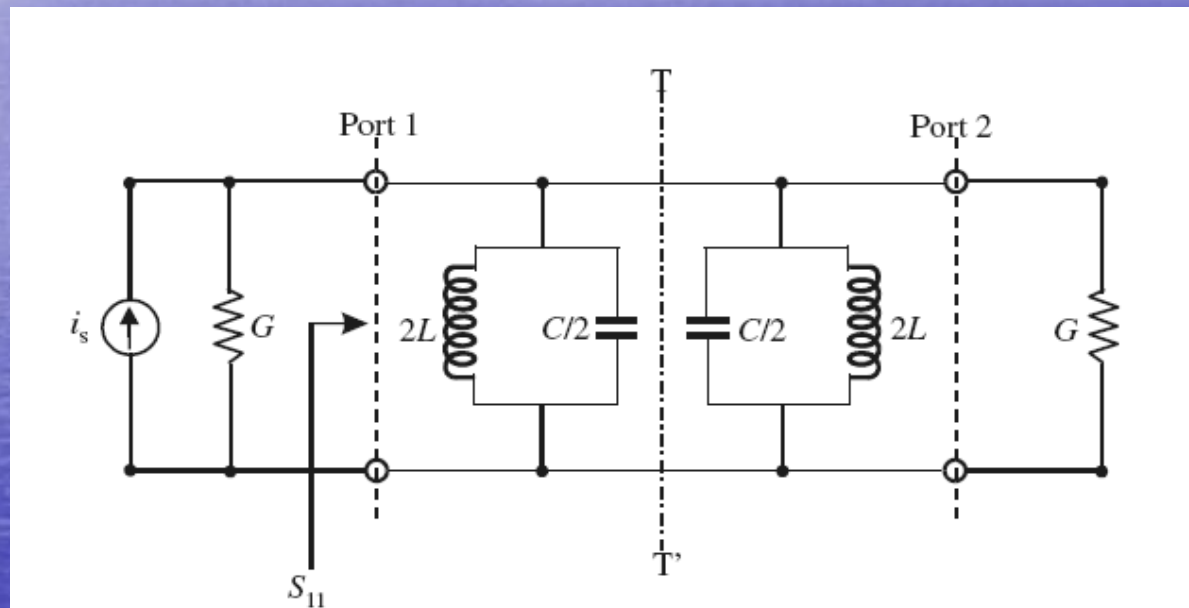 T
Port 1
Port 2
i_s
G
2L
C/2
C/2
2L
G
S_11
T'